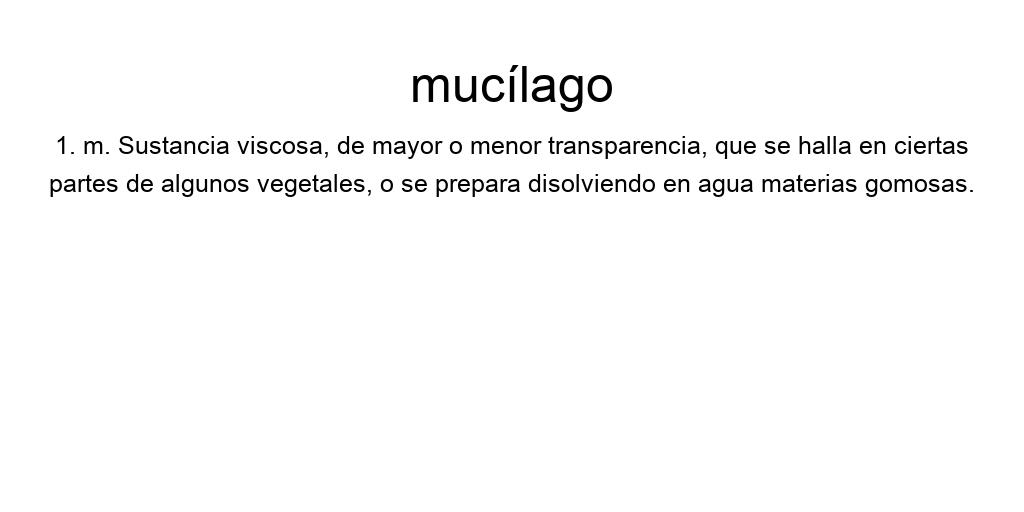 mucílago
1. m. Sustancia viscosa, de mayor o menor transparencia, que se halla en ciertas
partes de algunos vegetales, o se prepara disolviendo en agua materias gomosas.